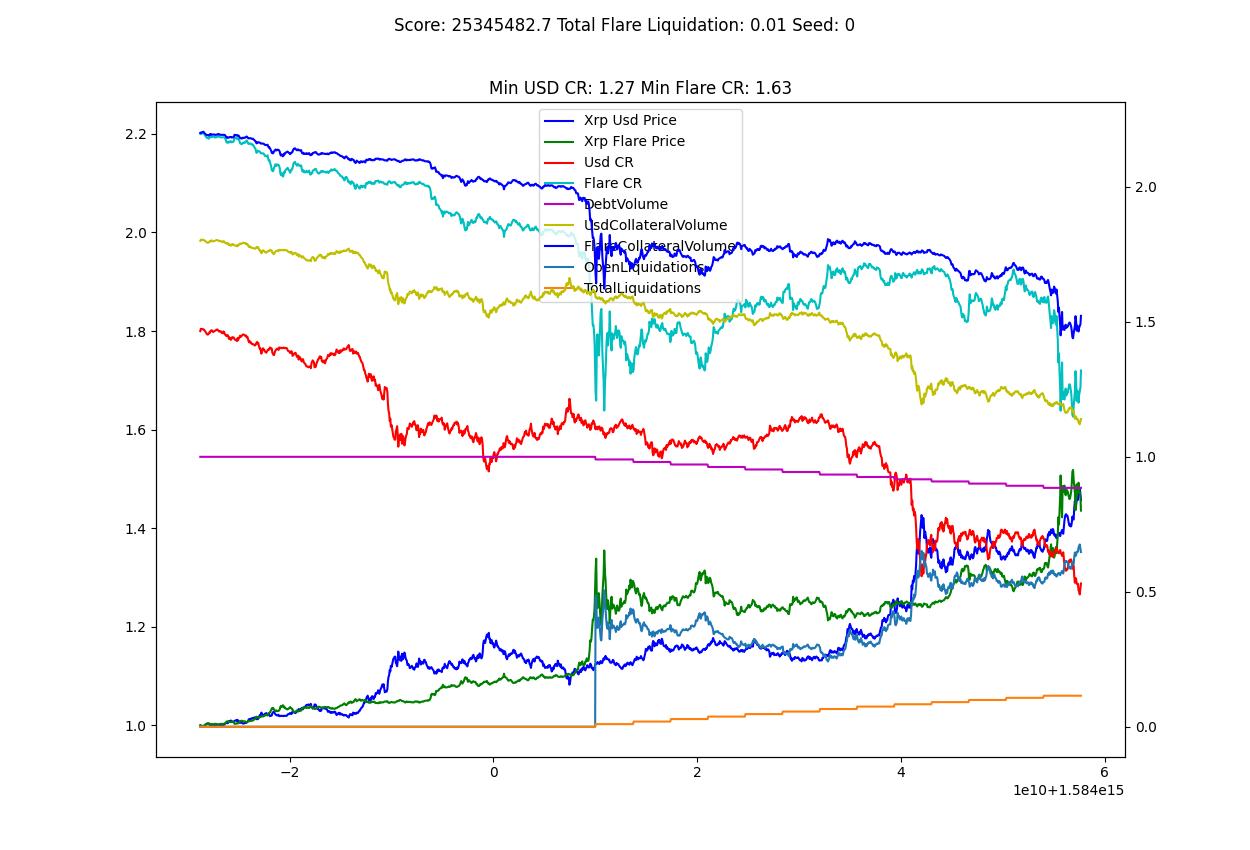 Score: 25345482.7 Total Flare Liquidation: 0.01 Seed: 0
Min USD CR: 1.27 Min Flare CR: 1.63
Xrp Usd Price
Xrp Flare Price
Usd CR
Flare CR
DebtVolume
UsdCollateralVolume
FlareCollateralVolume
OpenLiquidations
TotalLiquidations
2.2
2.0
1.8
1.6
1.4
1.2
1.0
2.0
1.5
1.0
0.5
0.0
−2 0 2 4 6
1e10+1.584e15